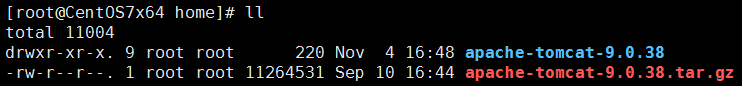 [root@CentOS7x64 home]# ll
total 11004
drwxr-xr-x. 9 root root      220 Nov  4 16:48 apache-tomcat-9.0.38
-rw-r--r--. 1 root root 11264531 Sep 10 16:44 apache-tomcat-9.0.38.tar.gz